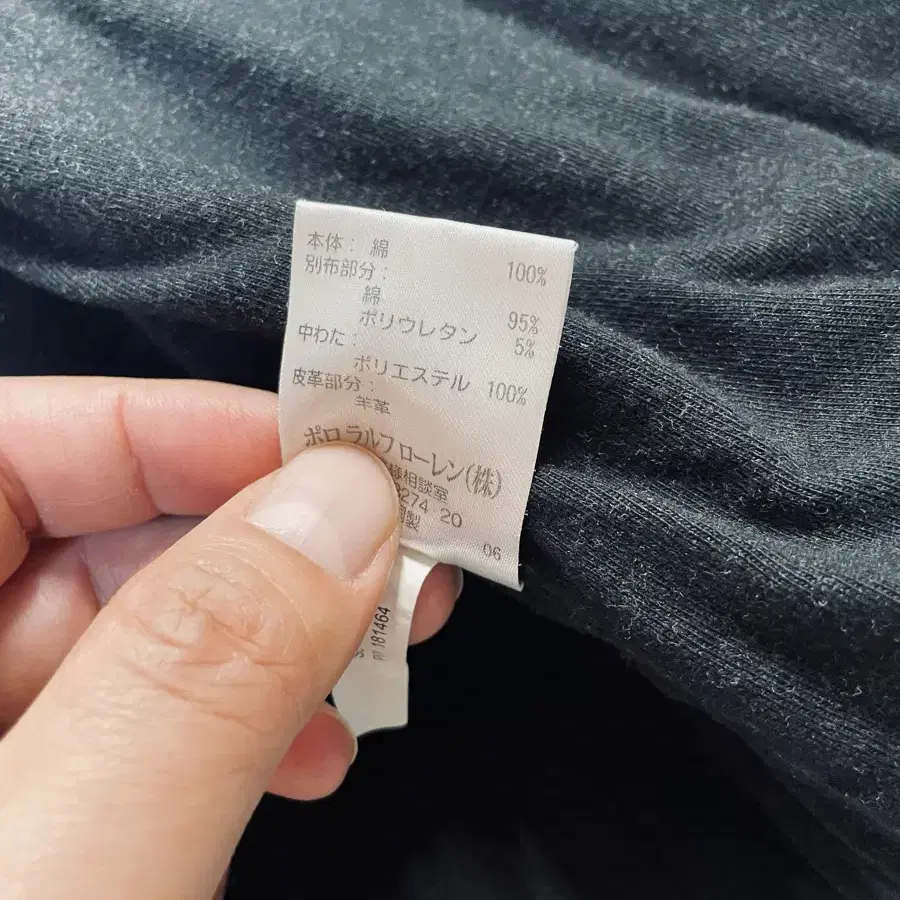 本体： 綿
100%
別布部分：
綿 95%
ポリウレタン 5%
中わた：
ポリエステル 100%
皮革部分：
羊革
ポロ ラルフ ローレン(株)
様相談室
274 20
製
06
181464